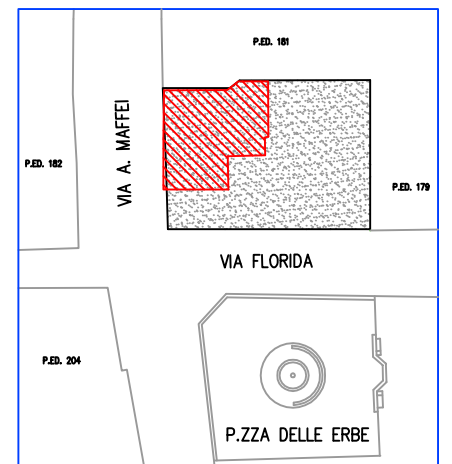 P.ED. 181
VIA A. MAFFEI
P.ED. 182
P.ED. 179
VIA FLORIDA
P.ED. 204
P.ZZA DELLE ERBE